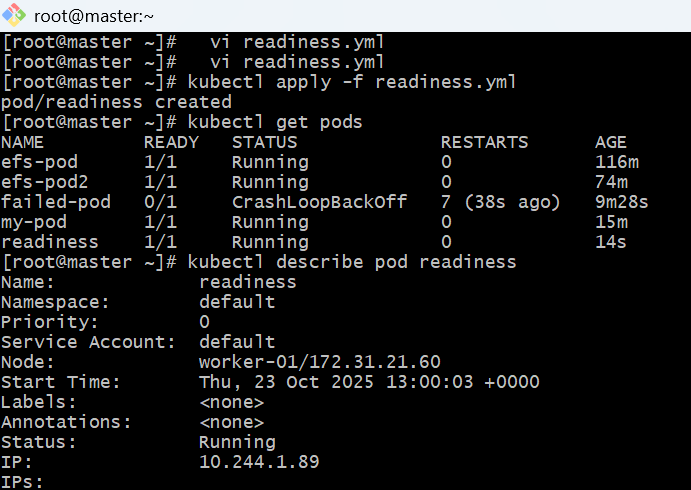 root@master:~
[root@master ~]#   vi readiness.yml
[root@master ~]#   vi readiness.yml
[root@master ~]# kubectl apply -f readiness.yml
pod/readiness created
[root@master ~]# kubectl get pods
NAME         READY   STATUS             RESTARTS      AGE
efs-pod      1/1     Running            0             116m
efs-pod2     1/1     Running            0             74m
failed-pod   0/1     CrashLoopBackOff   7 (38s ago)   9m28s
my-pod       1/1     Running            0             15m
readiness    1/1     Running            0             14s
[root@master ~]# kubectl describe pod readiness
Name:             readiness
Namespace:        default
Priority:         0
Service Account:  default
Node:             worker-01/172.31.21.60
Start Time:       Thu, 23 Oct 2025 13:00:03 +0000
Labels:           <none>
Annotations:      <none>
Status:           Running
IP:               10.244.1.89
IPs: